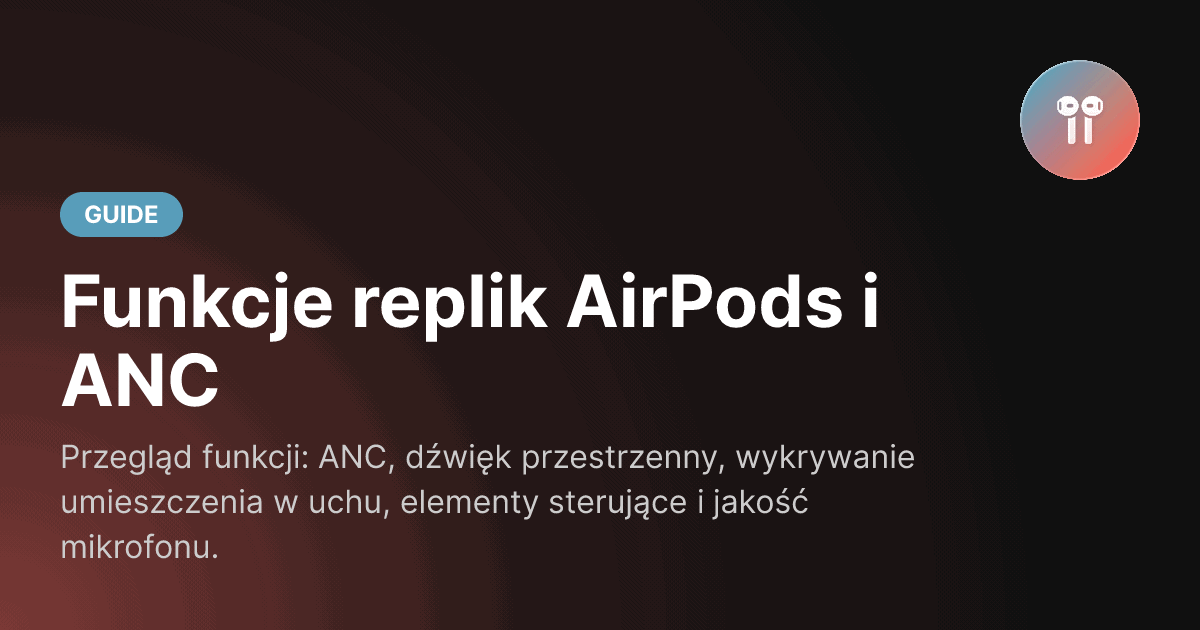 GUIDE
Funkcje replik AirPods i
ANC
Przegląd funkcji: ANC, dźwięk przestrzenny, wykrywanie
umieszczenia w uchu, elementy sterujące i jakość
mikrofonu.